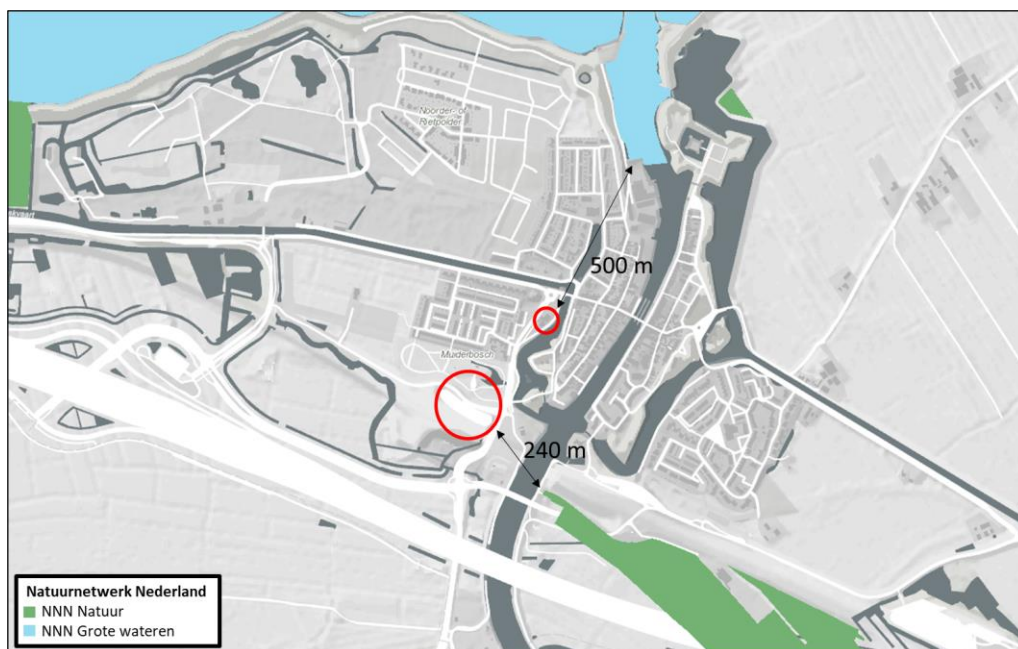 Noorder- of
Rietpolder
500 m
Muiderbosch
240 m
Natuurnetwerk Nederland
NNN Natuur
NNN Grote wateren